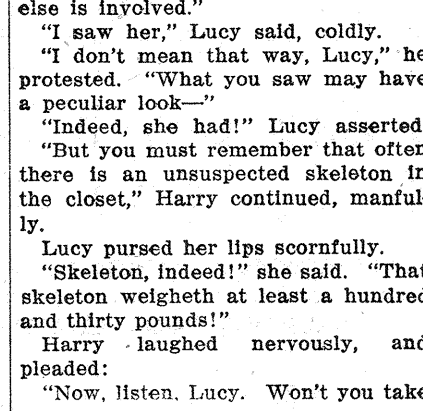 else is involved."
"I saw her," Lucy said, coldly.
"I don't mean that way, Lucy," he
protested. "What you saw may have
a peculiar look—"
"Indeed, she had!" Lucy asserted
"But you must remember that often
there is an unsuspected skeleton in
the closet," Harry continued, manful-
ly.
Lucy pursed her lips scornfully.
"Skeleton, indeed!" she said. "That
skeleton weigheth at least a hundred
and thirty pounds!"
Harry laughed nervously, and
pleaded:
"Now, listen, Lucy. Won't you take